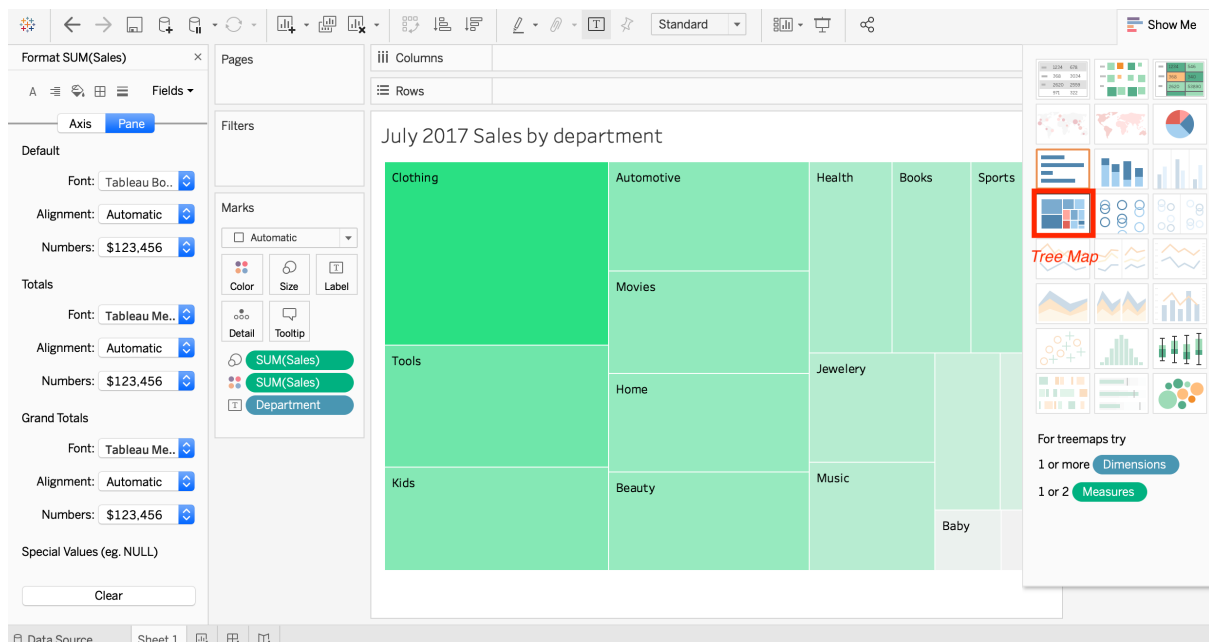 Standard
Show Me
Format SUM(Sales)
×
Fields
Axis
Pane
Default
Font:
Tableau Bo..
Alignment:
Automatic
Numbers:
$123,456
Totals
Font:
Tableau Me..
Alignment:
Automatic
Numbers:
$123,456
Grand Totals
Font:
Tableau Me..
Alignment:
Automatic
Numbers:
$123,456
Special Values (eg. NULL)
Clear
Pages
Filters
Marks
Automatic
Color
Size
Label
Detail
Tooltip
SUM(Sales)
SUM(Sales)
Department
Columns
Rows
July 2017 Sales by department
Clothing
Automotive
Health
Books
Sports
Movies
Tools
Jewelery
Home
Kids
Beauty
Music
Baby
Tree Map
For treemaps try
1 or more Dimensions
1 or 2 Measures
Data Source
Sheet 1